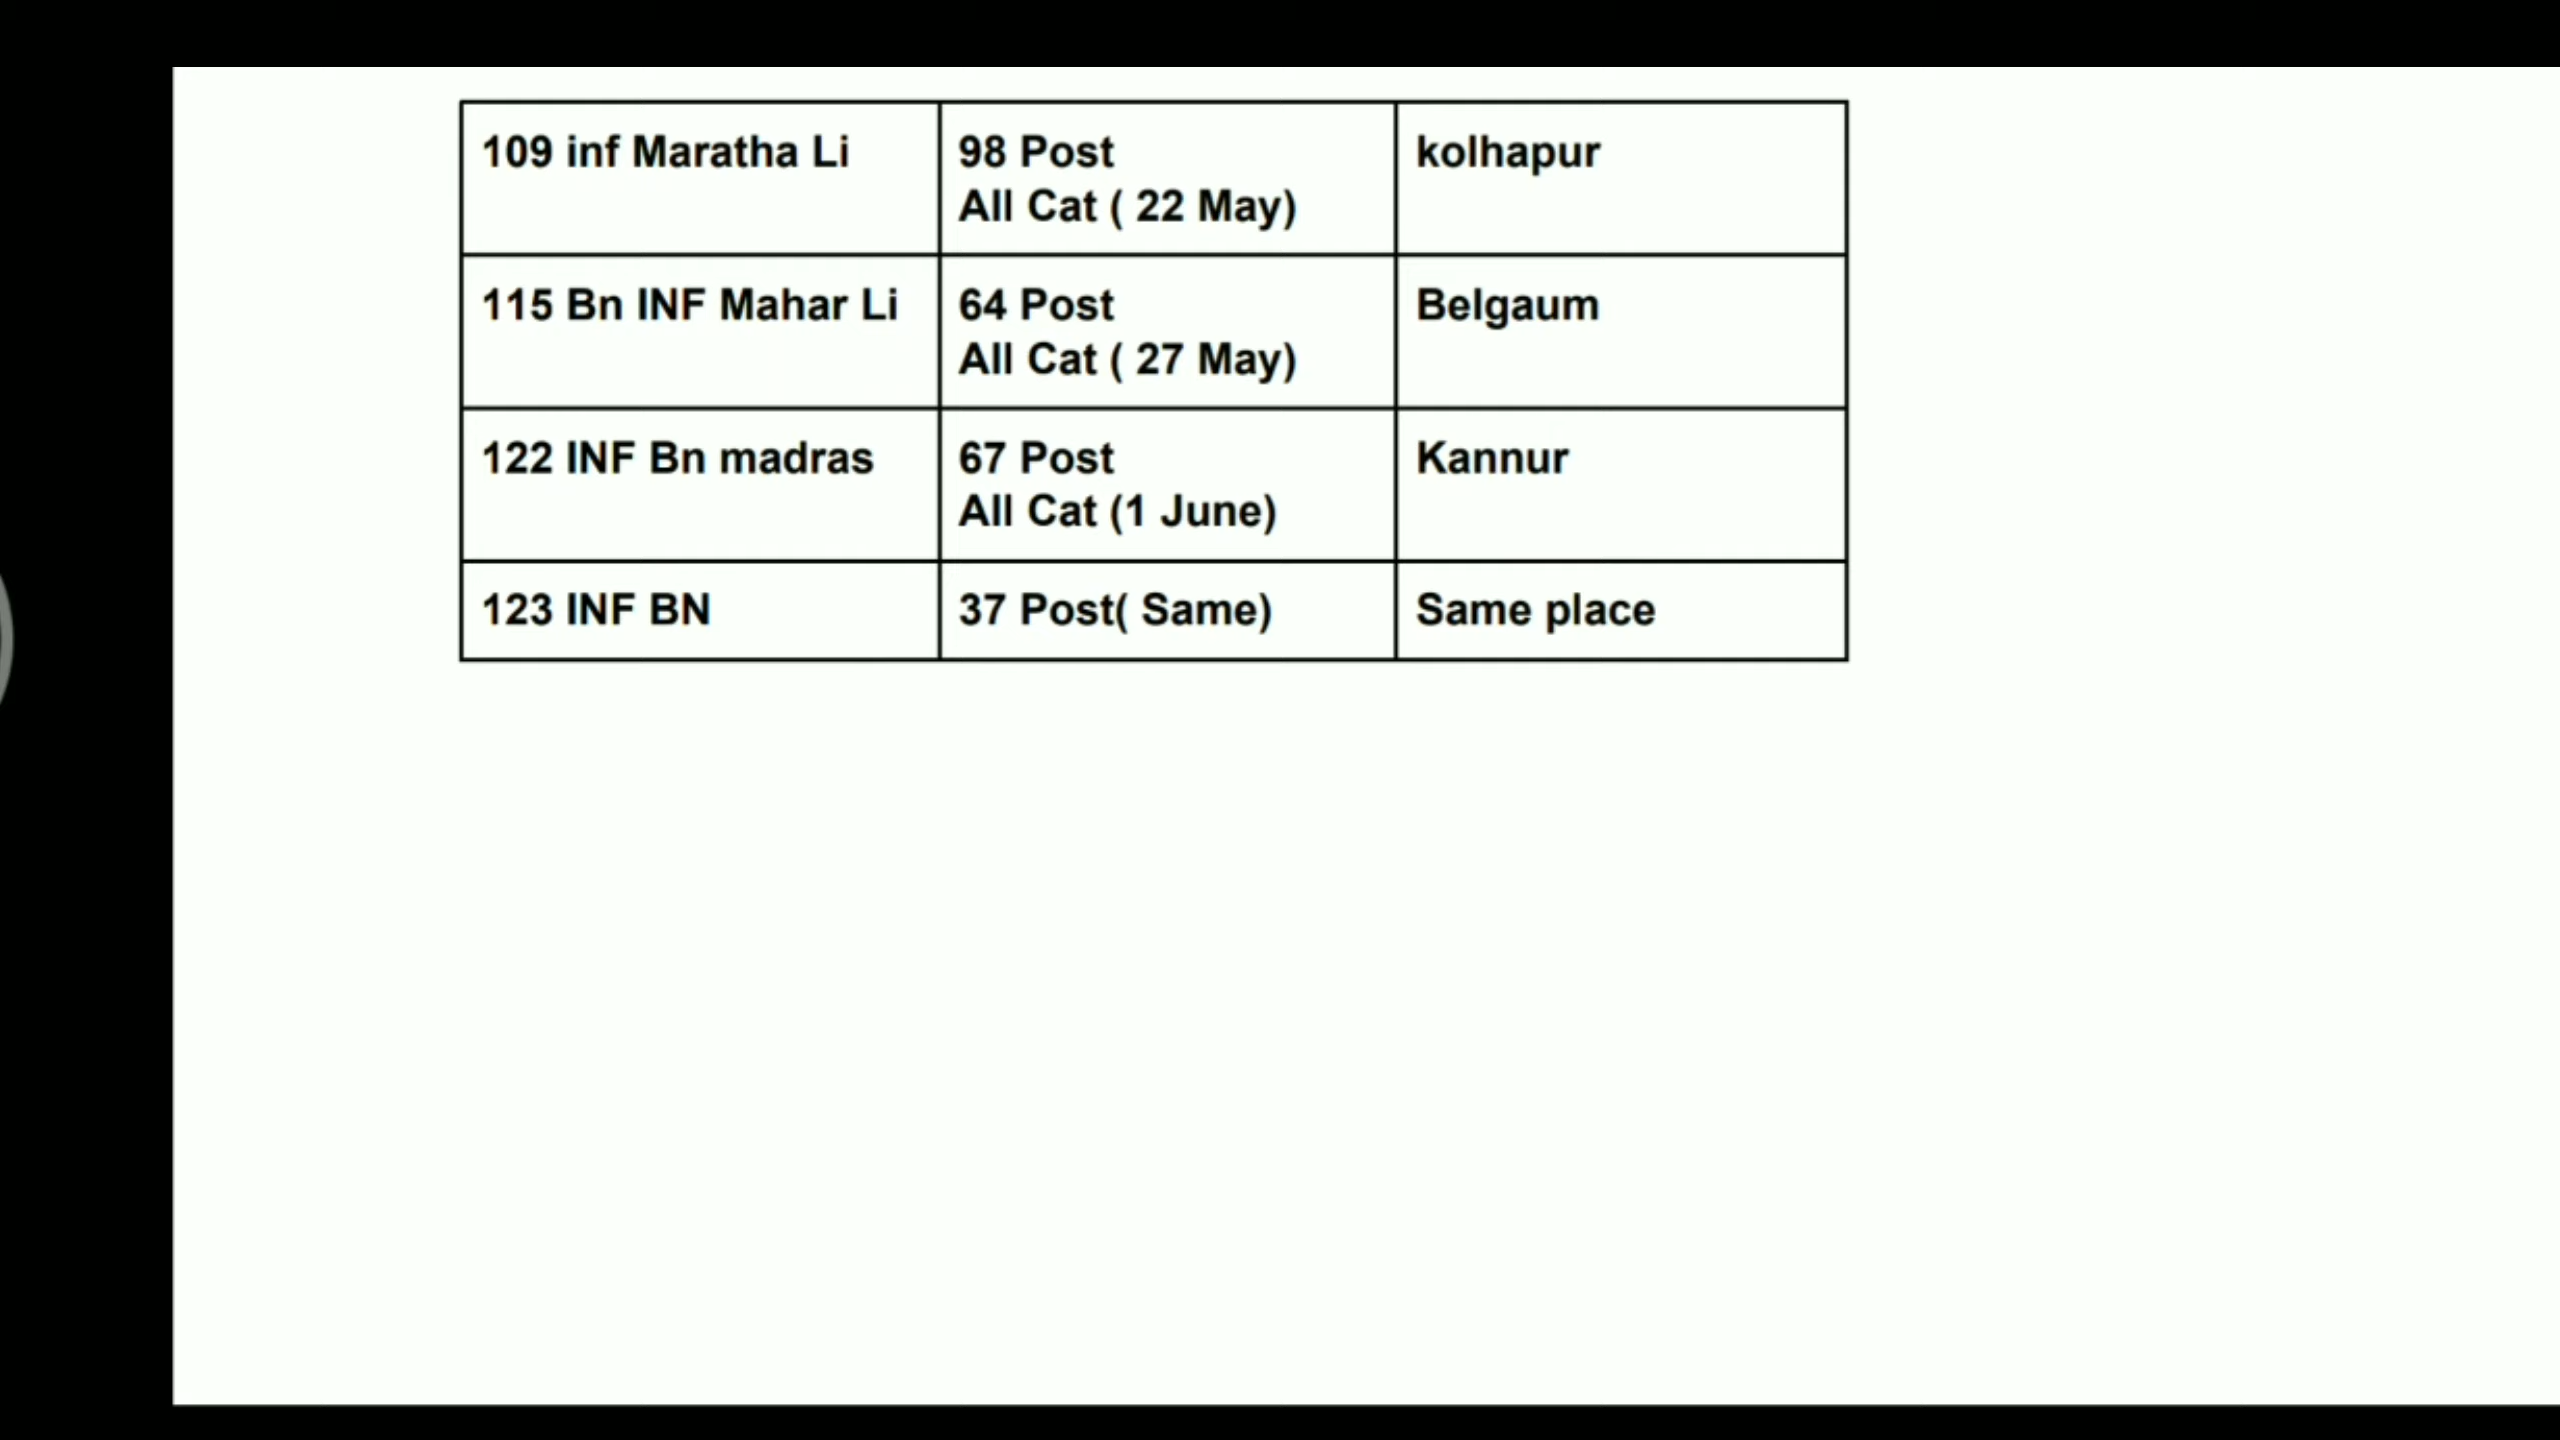 109 inf Maratha Li
98 Post
All Cat ( 22 May)
kolhapur
115 Bn INF Mahar Li
64 Post
All Cat ( 27 May)
Belgaum
122 INF Bn madras
67 Post
All Cat (1 June)
Kannur
123 INF BN
37 Post( Same)
Same place